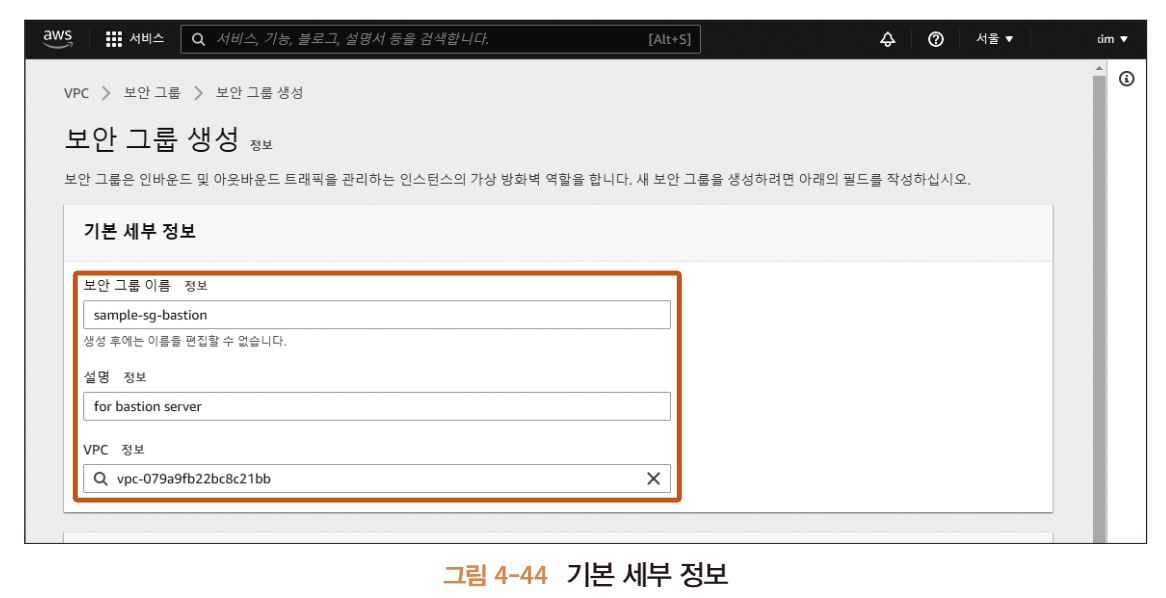 aws 서비스 서비스, 기능, 블로그, 설명서 등을 검색합니다. [Alt+S] 서울 ▼ kim ▼
VPC > 보안 그룹 > 보안 그룹 생성
보안 그룹 생성 정보
보안 그룹은 인바운드 및 아웃바운드 트래픽을 관리하는 인스턴스의 가상 방화벽 역할을 합니다. 새 보안 그룹을 생성하려면 아래의 필드를 작성하십시오.
기본 세부 정보
보안 그룹 이름 정보
sample-sg-bastion
생성 후에는 이름을 편집할 수 없습니다.
설명 정보
for bastion server
VPC 정보
vpc-079a9fb22bc8c21bb
그림 4-44 기본 세부 정보